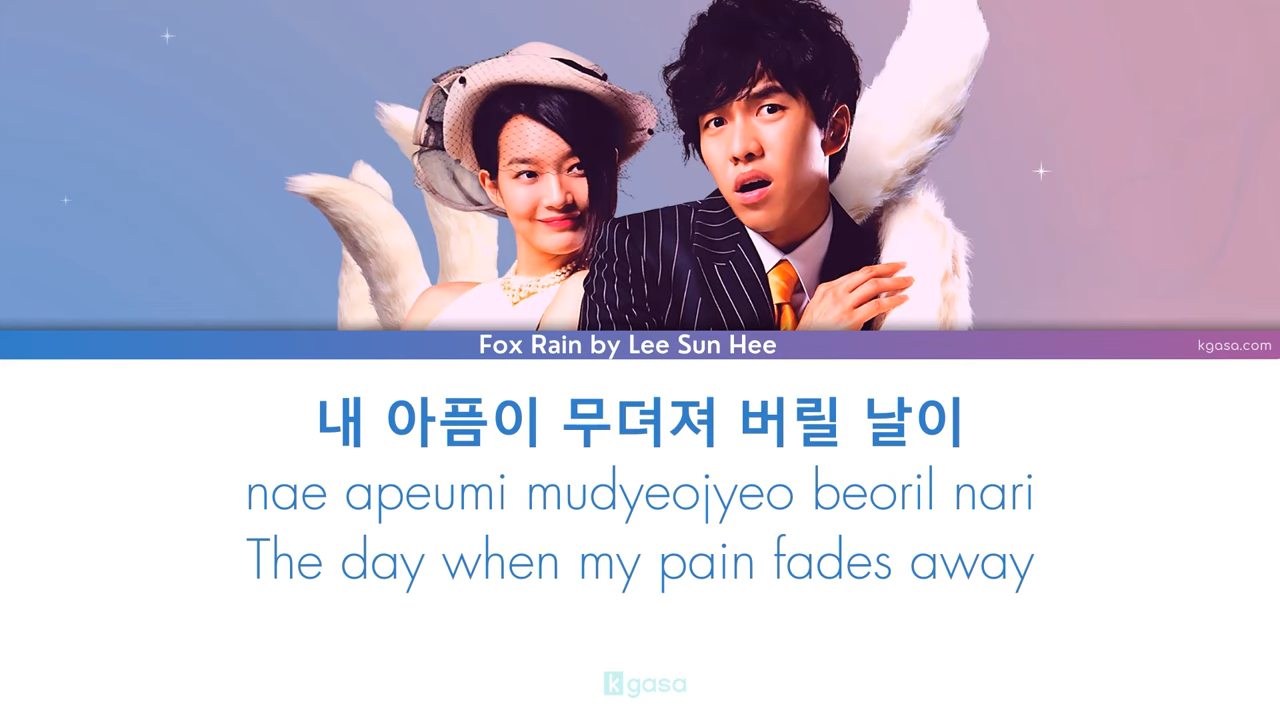 Fox Rain by Lee Sun Hee
kgasa.com
내 아픔이 무뎌져 버릴 날이
nae apeumi mudyeojyeo beoril nari
The day when my pain fades away
kgasa